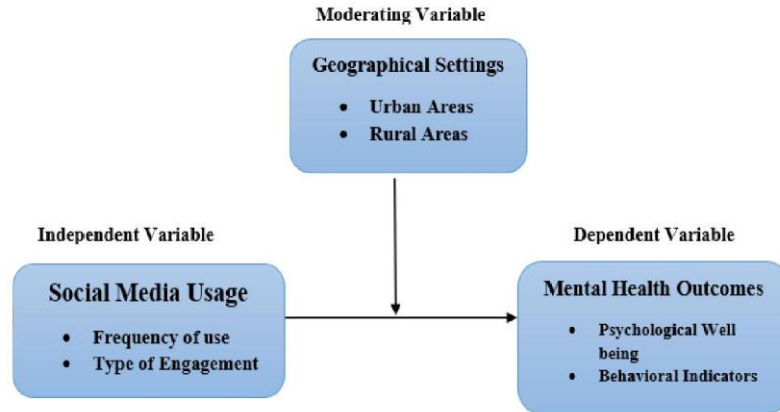 Moderating Variable
Geographical Settings
• Urban Areas
• Rural Areas
Independent Variable
Social Media Usage
• Frequency of use
• Type of Engagement
Dependent Variable
Mental Health Outcomes
• Psychological Well
being
• Behavioral Indicators